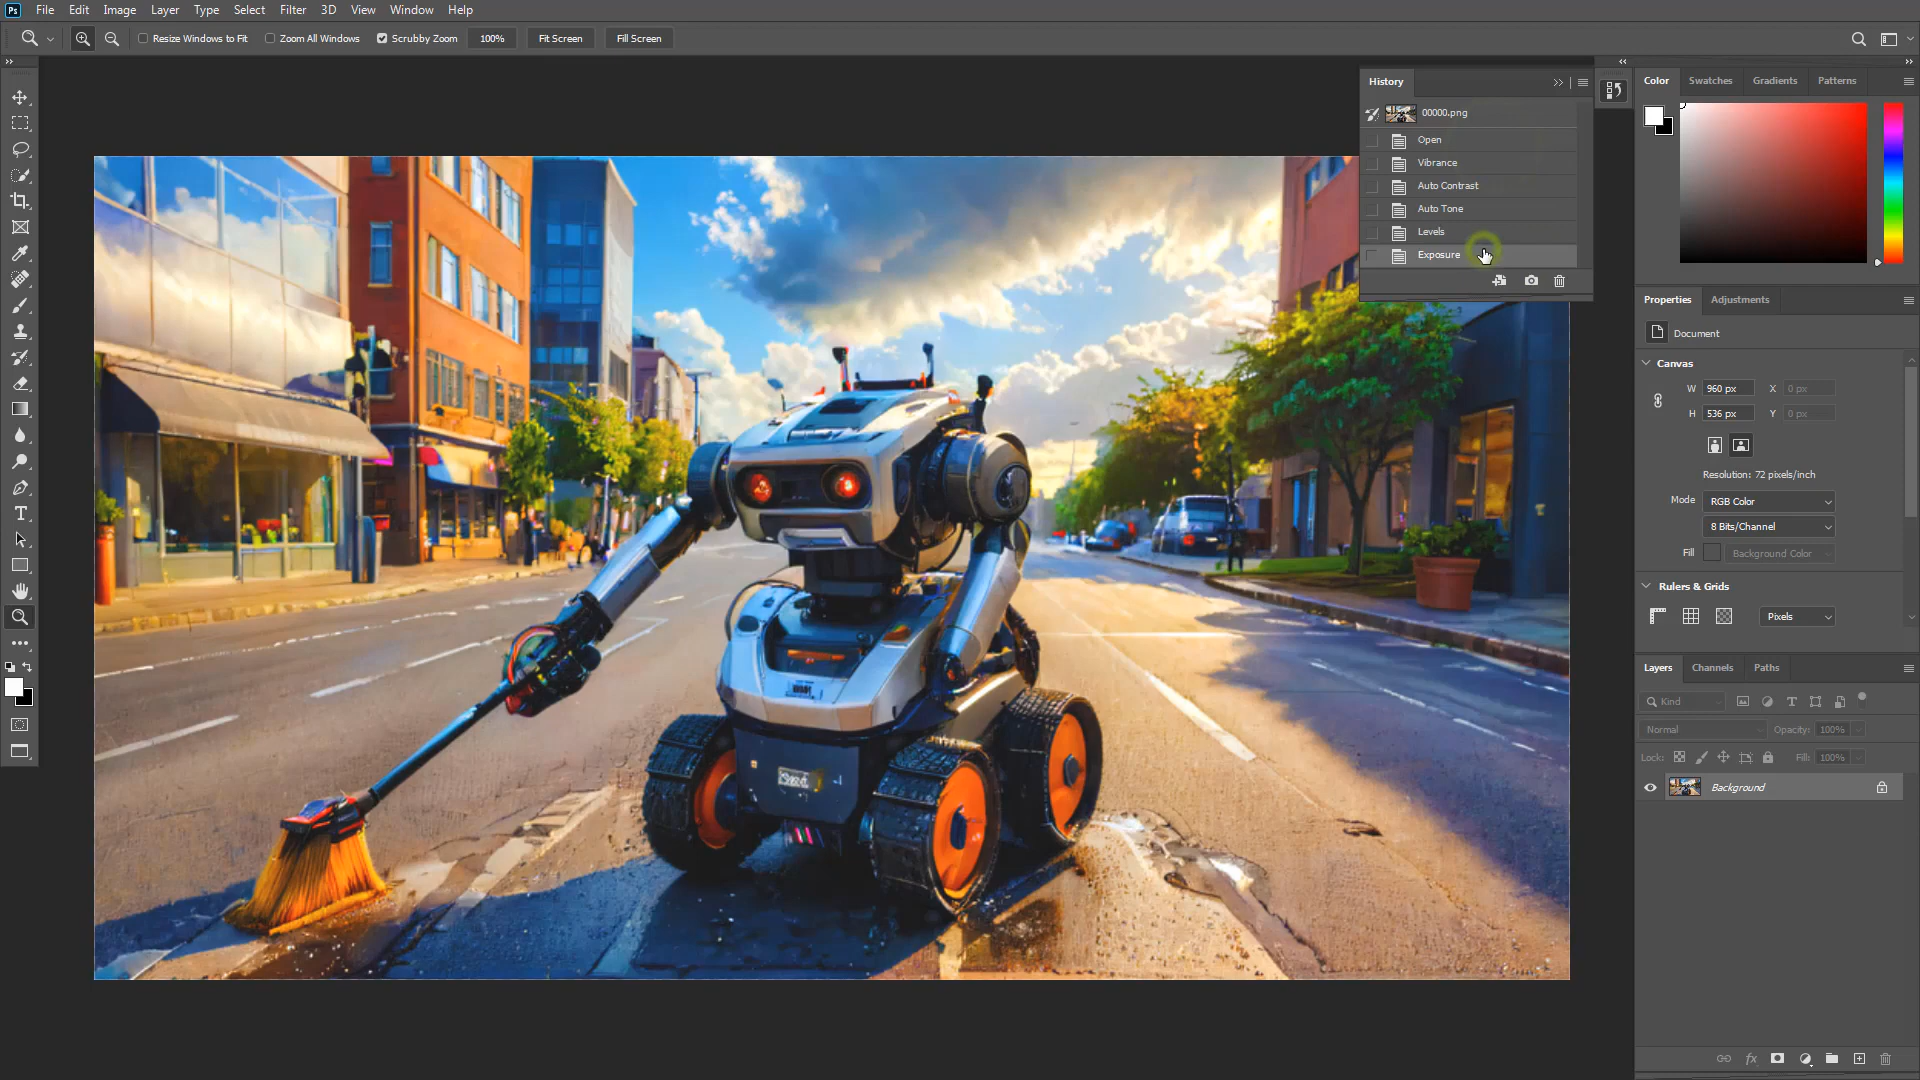 Ps File Edit Image Layer Type Select Filter 3D View Window Help
Resize Windows to Fit Zoom All Windows Scrubby Zoom 100% Fit Screen Fill Screen
History
00000.png
Open
Vibrance
Auto Contrast
Auto Tone
Levels
Exposure
Color Swatches Gradients Patterns
Properties Adjustments
Document
Canvas
W 960 px X 0 px
H 536 px Y 0 px
Resolution: 72 pixels/inch
Mode RGB Color
8 Bits/Channel
Fill Background Color
Rulers & Grids
Pixels
Layers Channels Paths
Kind
Normal Opacity: 100%
Lock: Fill: 100%
Background
fx